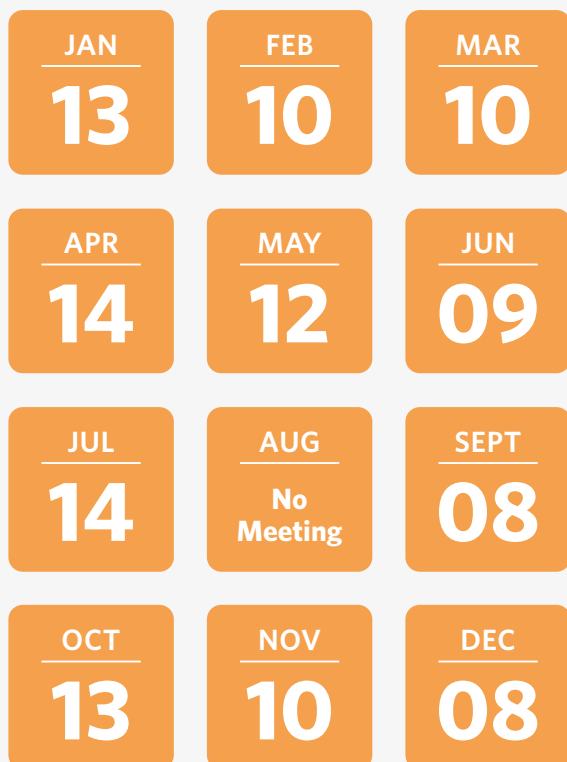 JAN
13
FEB
10
MAR
10
APR
14
MAY
12
JUN
09
JUL
14
AUG
No
Meeting
SEPT
08
OCT
13
NOV
10
DEC
08